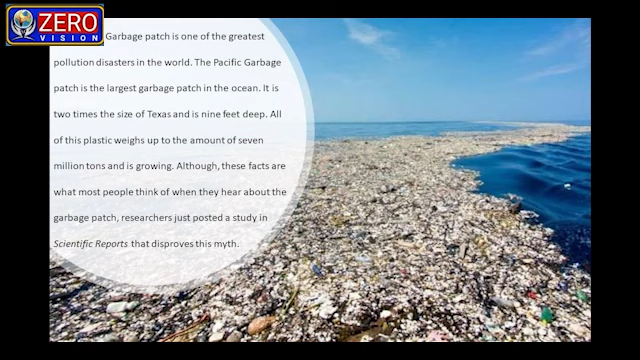 ZERO
VISION
Garbage patch is one of the greatest
pollution disasters in the world. The Pacific Garbage
patch is the largest garbage patch in the ocean. It is
two times the size of Texas and is nine feet deep. All
of this plastic weighs up to the amount of seven
million tons and is growing. Although, these facts are
what most people think of when they hear about the
garbage patch, researchers just posted a study in
Scientific Reports that disproves this myth.